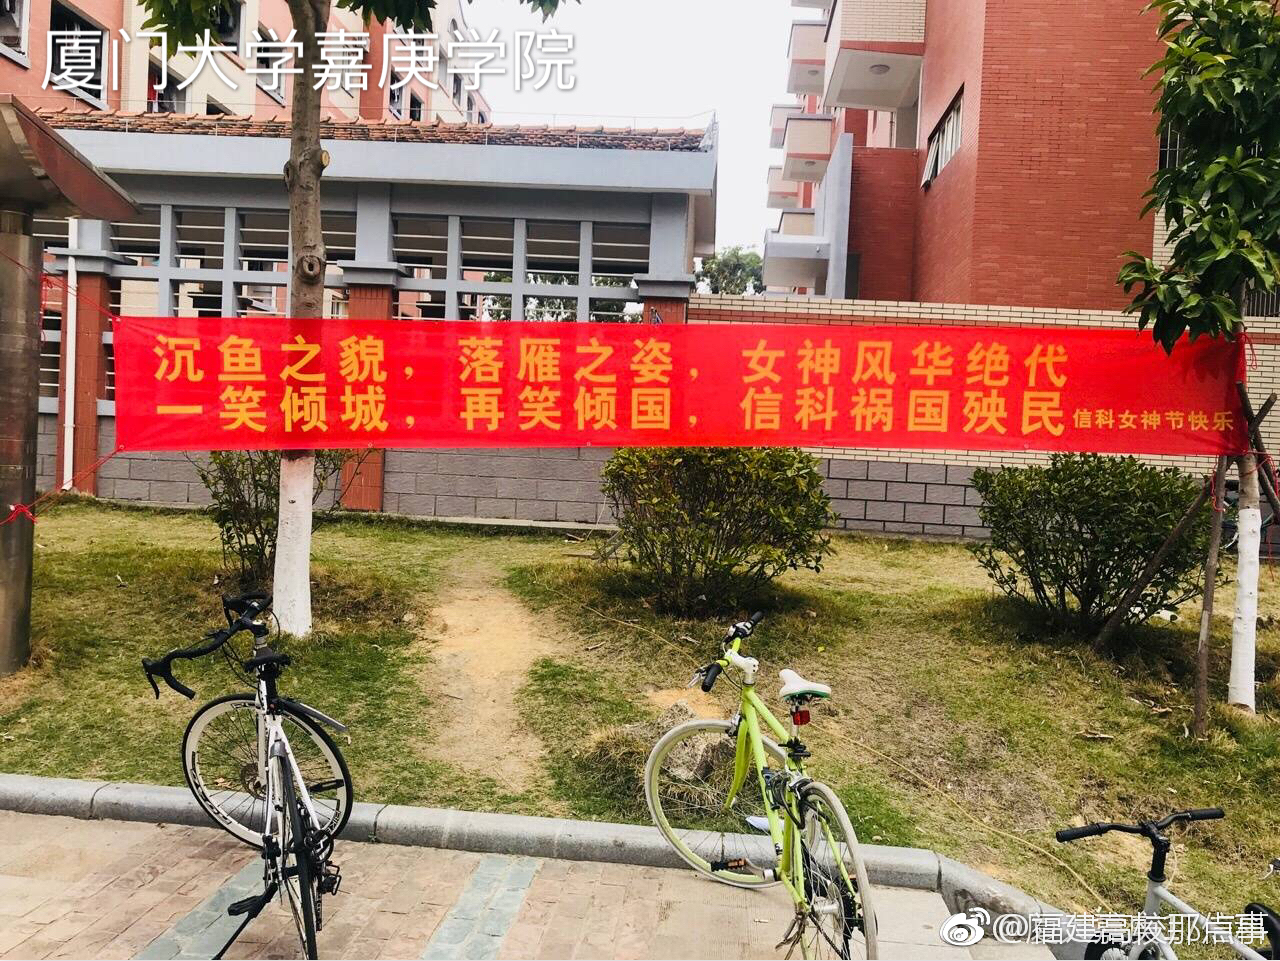 厦门大学嘉庚学院
沉鱼之貌，落雁之姿，女神风华绝代
一笑倾城，再笑倾国，信科祸国殃民
信科女神节快乐
@福建高校那点事